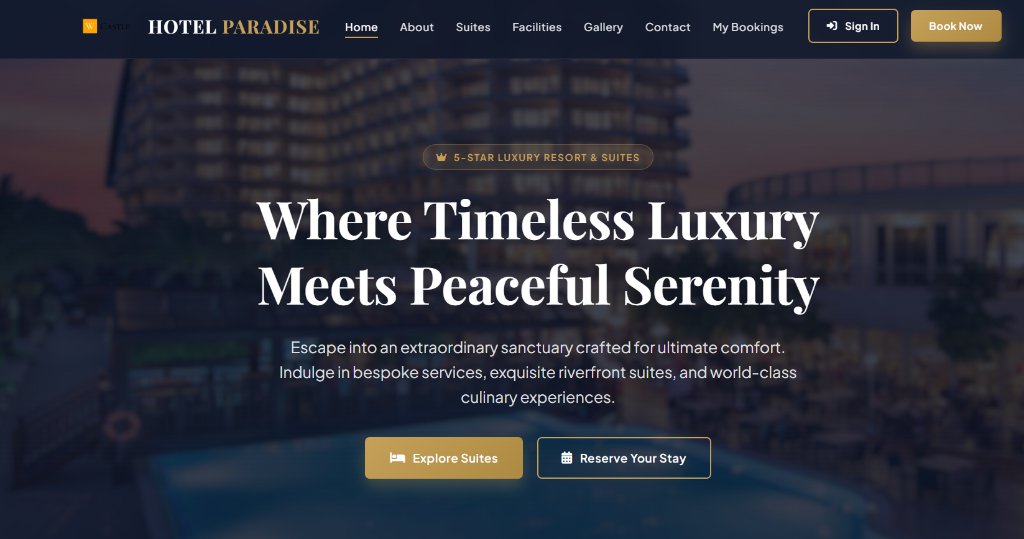 W CASTLE
HOTEL PARADISE
Home
About
Suites
Facilities
Gallery
Contact
My Bookings
Sign In
Book Now
5-STAR LUXURY RESORT & SUITES
Where Timeless Luxury
Meets Peaceful Serenity
Escape into an extraordinary sanctuary crafted for ultimate comfort.
Indulge in bespoke services, exquisite riverfront suites, and world-class
culinary experiences.
Explore Suites
Reserve Your Stay